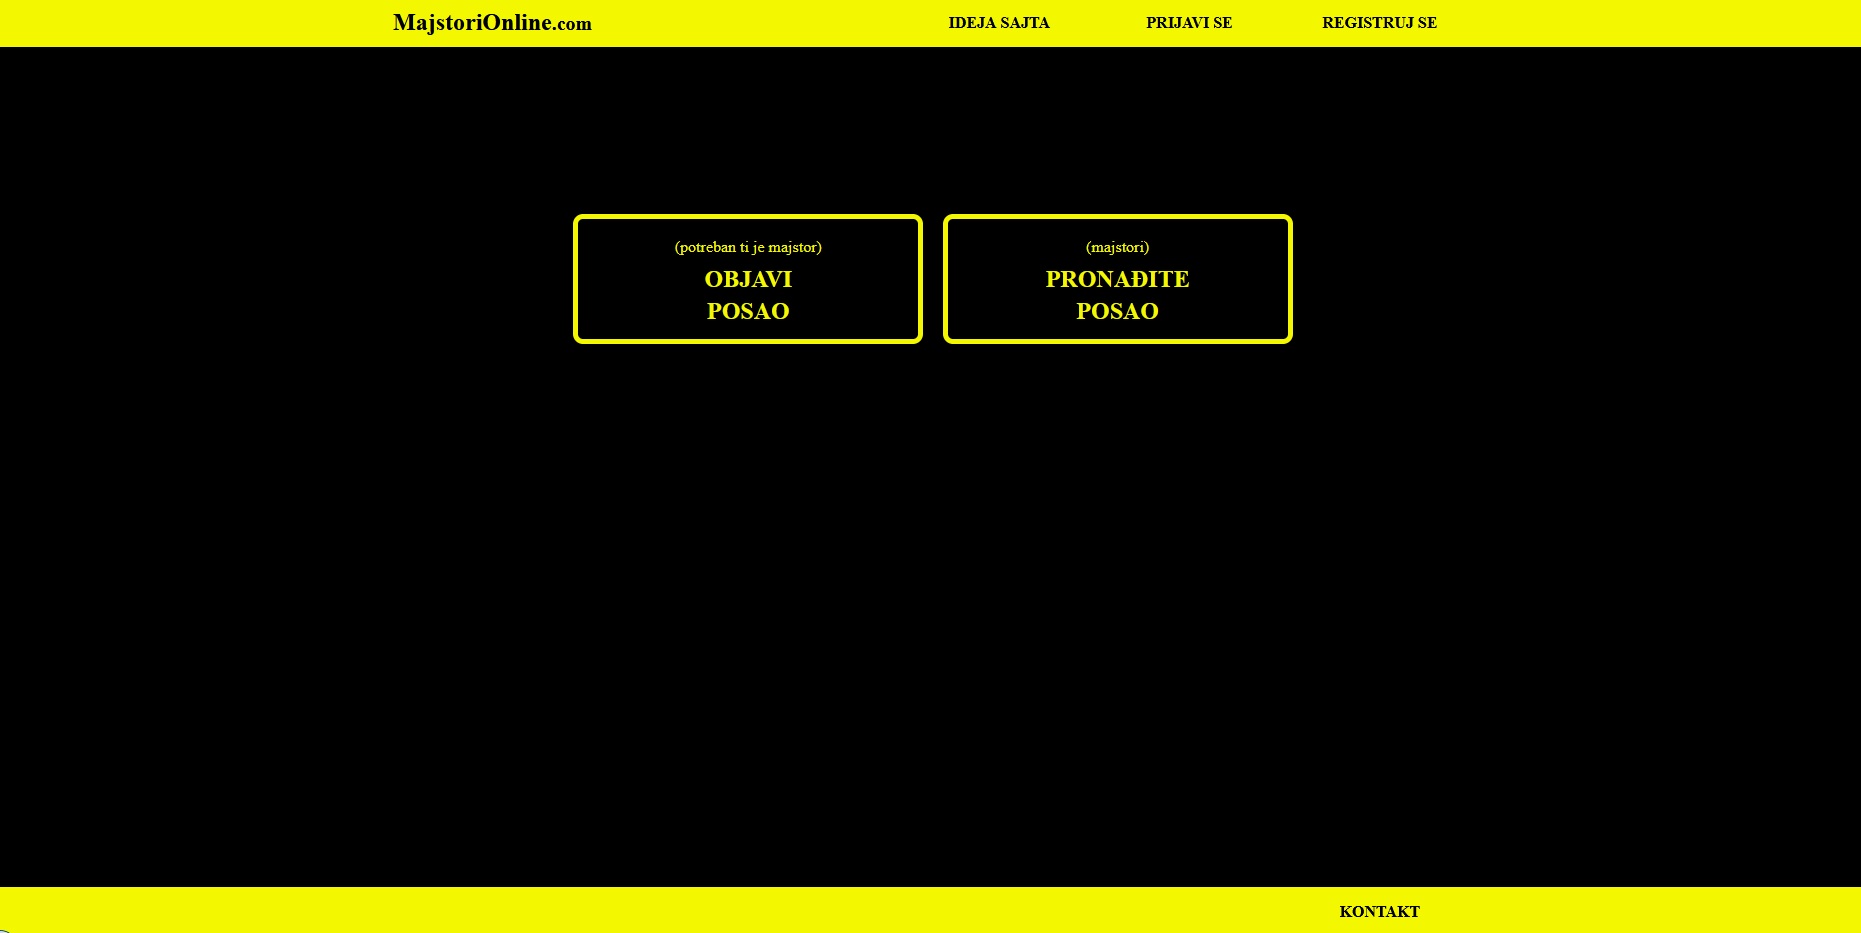 MajstoriOnline.com
IDEJA SAJTA
PRIJAVI SE
REGISTRUJ SE
(potreban ti je majstor)
OBJAVI
POSAO
(majstori)
PRONAĐITE
POSAO
KONTAKT